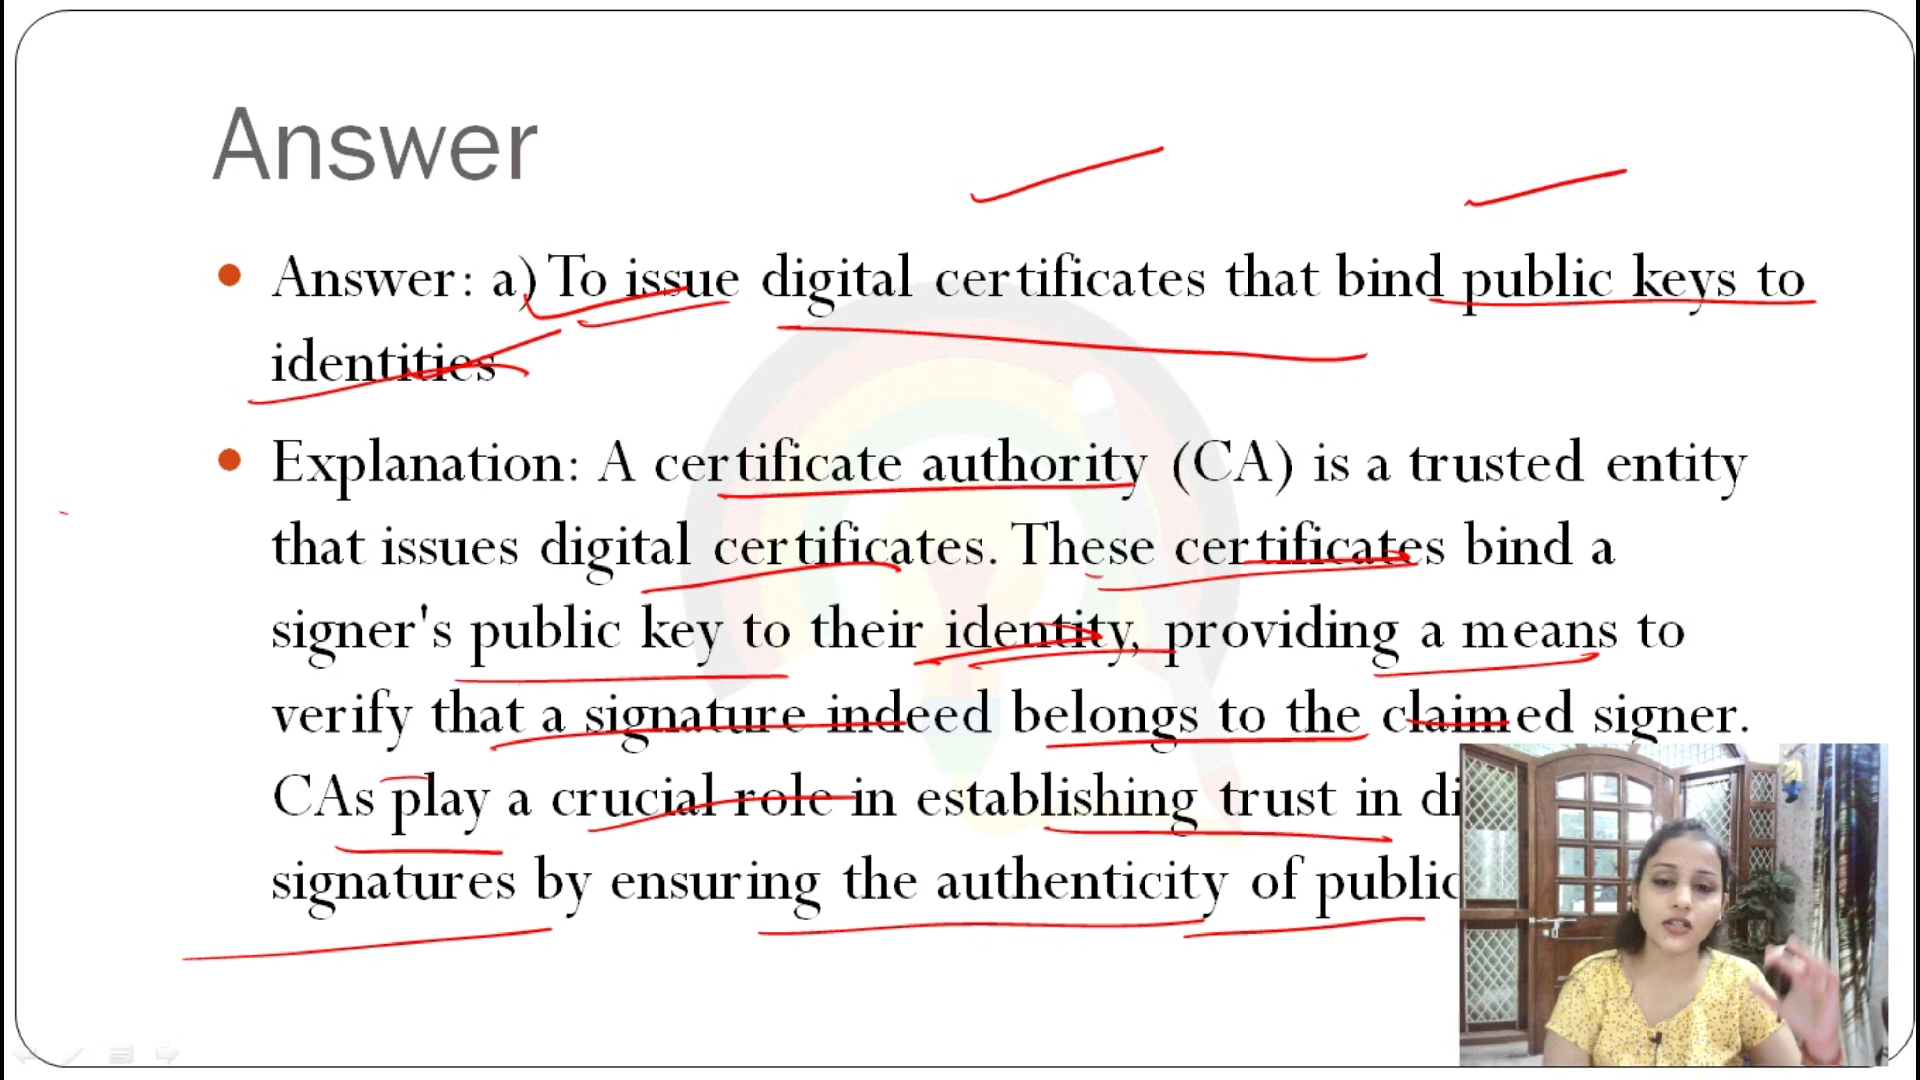 Answer
Answer: a) To issue digital certificates that bind public keys to
identities
Explanation: A certificate authority (CA) is a trusted entity
that issues digital certificates. These certificates bind a
signer's public key to their identity, providing a means to
verify that a signature indeed belongs to the claimed signer.
CAs play a crucial role in establishing trust in di
signatures by ensuring the authenticity of public